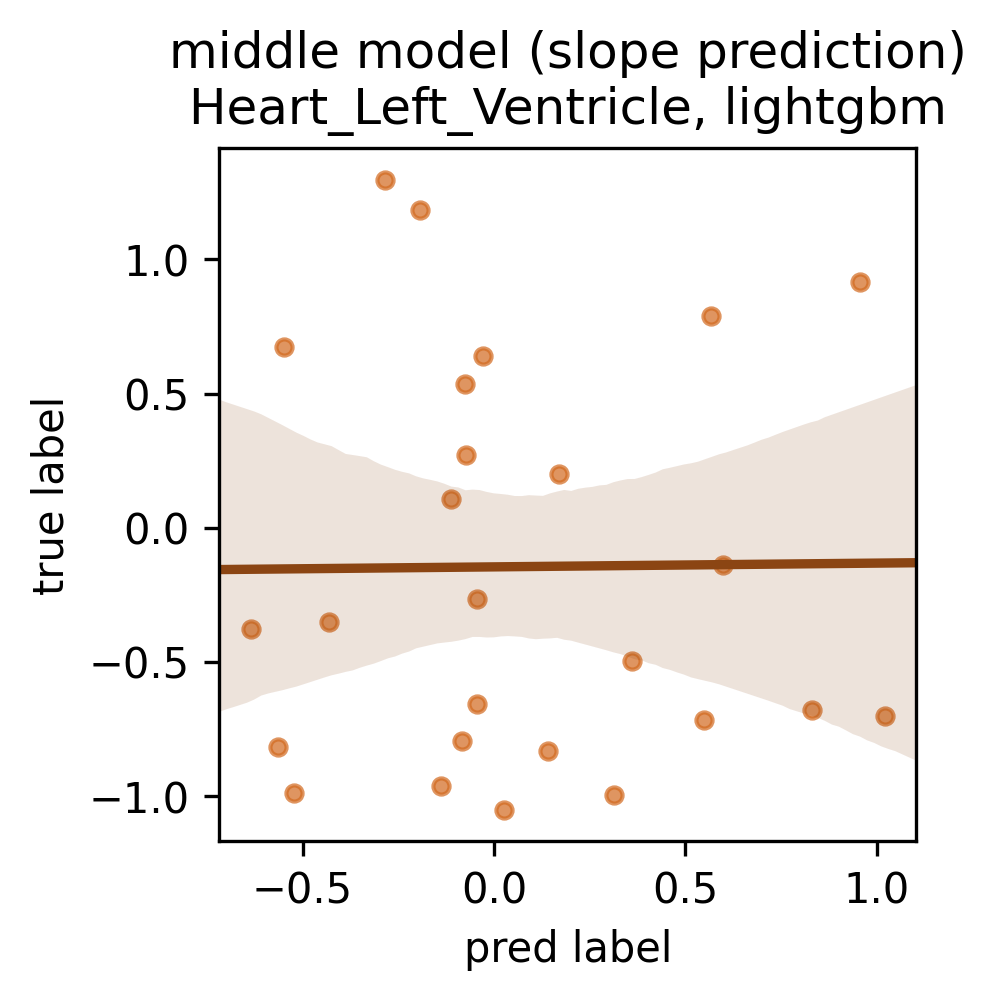 middle model (slope prediction)
Heart_Left_Ventricle, lightgbm
1.0
0.5
0.0
−0.5
−1.0
true label
−0.5
0.0
0.5
1.0
pred label